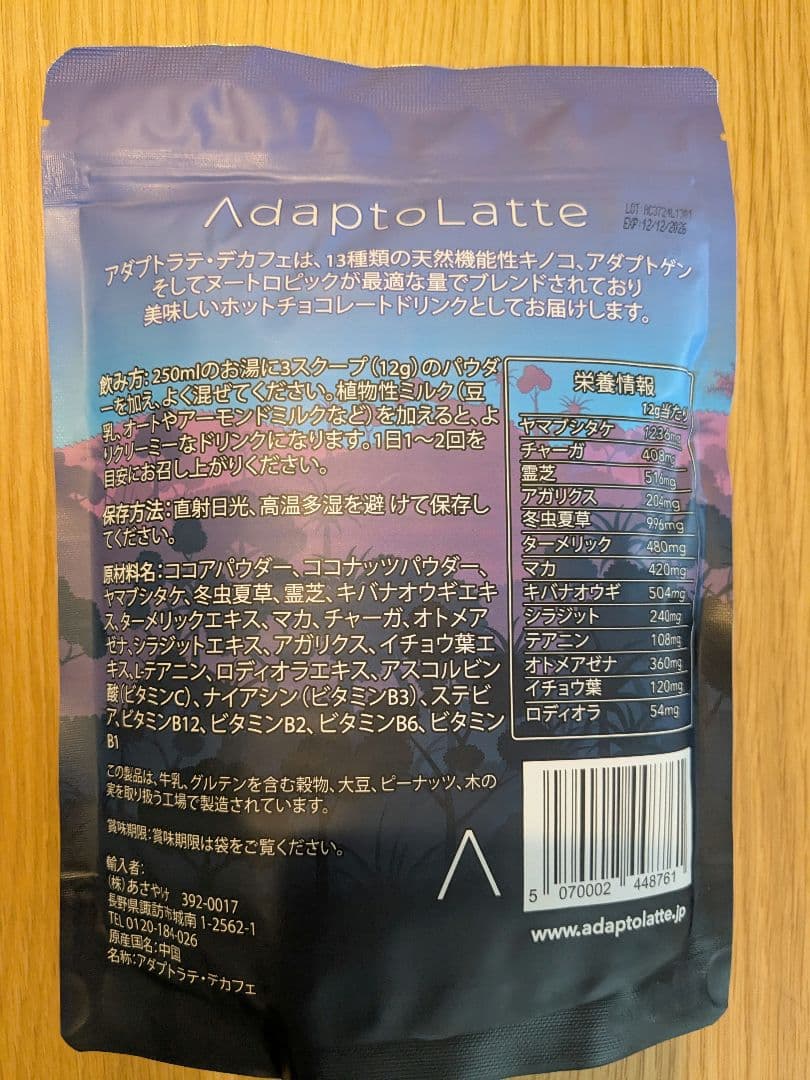 AdaptoLatte
LOT: AC3724L1301
EXP: 12/12/2026
アダプトラテ・デカフェは、13種類の天然機能性キノコ、アダプトゲン
そしてヌートロピックが最適な量でブレンドされており
美味しいホットチョコレートドリンクとしてお届けします。
飲み方: 250mlのお湯に3スクープ（12g）のパウダ
ーを加え、よく混ぜてください。植物性ミルク（豆
乳、オートやアーモンドミルクなど）を加えると、よ
りクリーミーなドリンクになります。1日1〜2回を
目安にお召し上がりください。
保存方法：直射日光、高温多湿を避 けて保存し
てください。
原材料名：ココアパウダー、ココナッツパウダー、
ヤマブシタケ、冬虫夏草、霊芝、キバナオウギエキ
ス、ターメリックエキス、マカ、チャーガ、オトメア
ゼナ、シラジットエキス、アガリクス、イチョウ葉エ
キス、L-テアニン、ロディオラエキス、アスコルビン
酸（ビタミンC）、ナイアシン（ビタミンB3）、ステビ
ア、ビタミンB12、ビタミンB2、ビタミンB6、ビタミン
B1
この製品は、牛乳、グルテンを含む穀物、大豆、ピーナッツ、木の
実を取り扱う工場で製造されています。
賞味期限：賞味期限は袋をご覧ください。
輸入者：
（株）あさやけ 392-0017
長野県諏訪市城南 1-2562-1
TEL 0120-184-026
原産国名：中国
名称：アダプトラテ・デカフェ
栄養情報
12g当たり
ヤマブシタケ 1236mg
チャーガ 408mg
霊芝 516mg
アガリクス 204mg
冬虫夏草 996mg
ターメリック 480mg
マカ 420mg
キバナオウギ 504mg
シラジット 240mg
テアニン 108mg
オトメアゼナ 360mg
イチョウ葉 120mg
ロディオラ 54mg
5 070002 448761
www.adaptolatte.jp